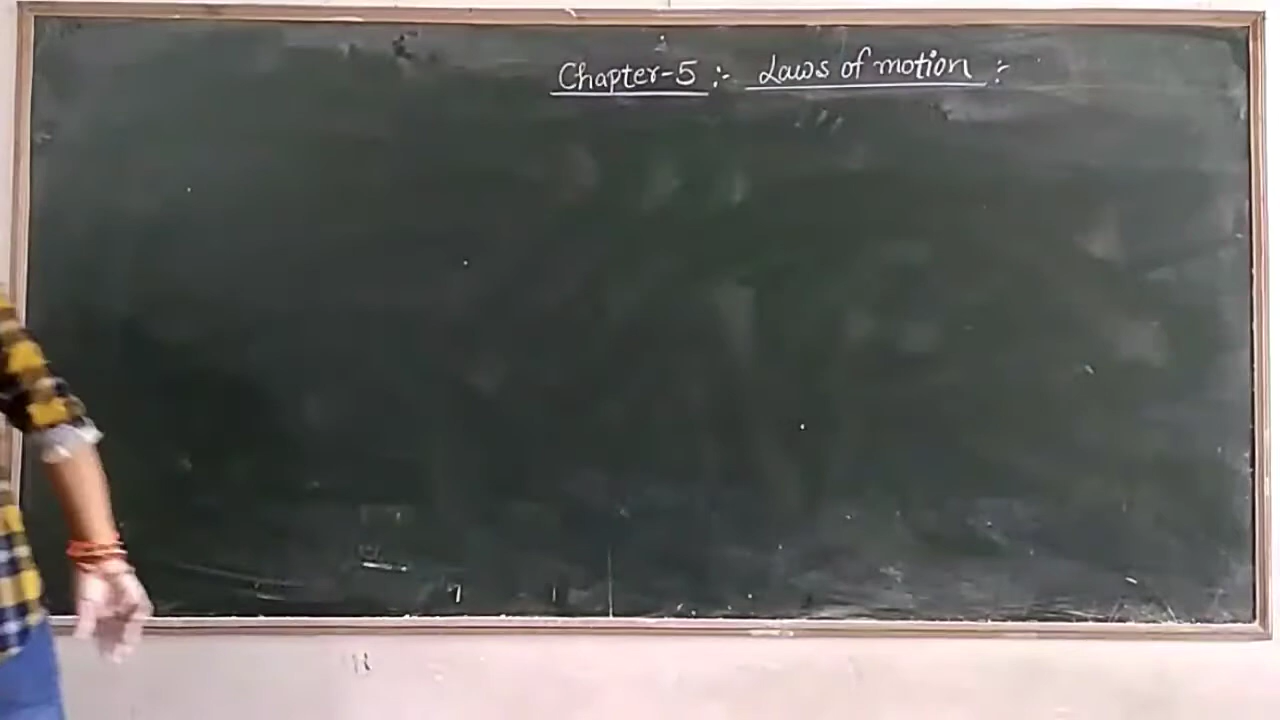 Chapter-5 :- Laws of motion :-